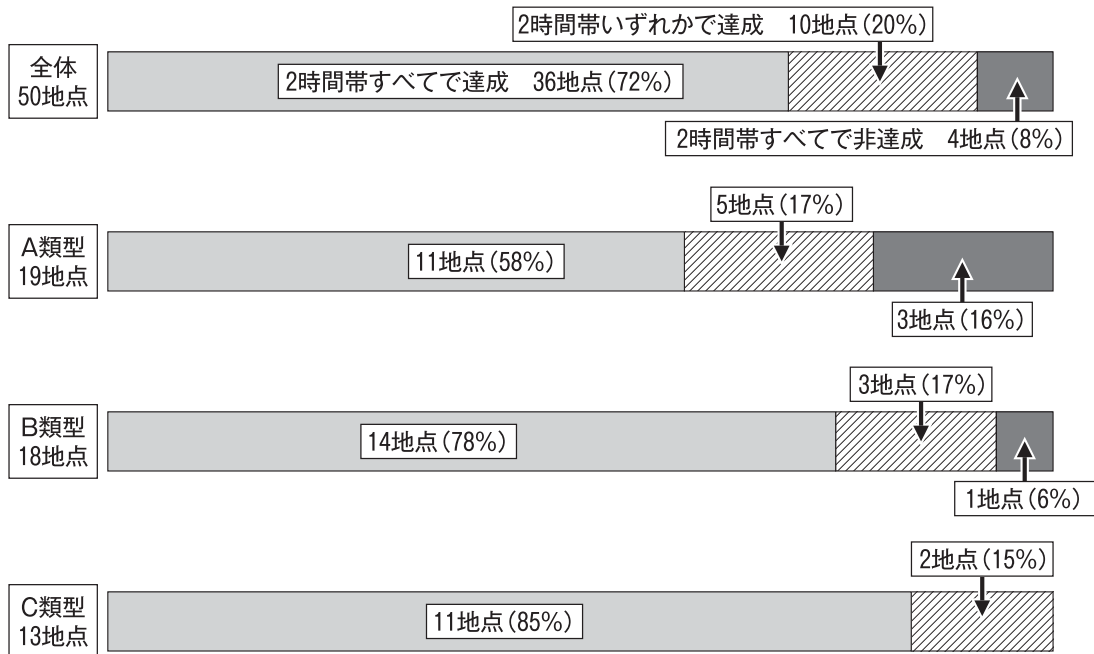 2時間帯いずれかで達成　10地点(20%)
全体
50地点
2時間帯すべてで達成　36地点(72%)
2時間帯すべてで非達成　4地点(8%)
5地点(17%)
A類型
19地点
11地点(58%)
3地点(16%)
3地点(17%)
B類型
18地点
14地点(78%)
1地点(6%)
2地点(15%)
C類型
13地点
11地点(85%)